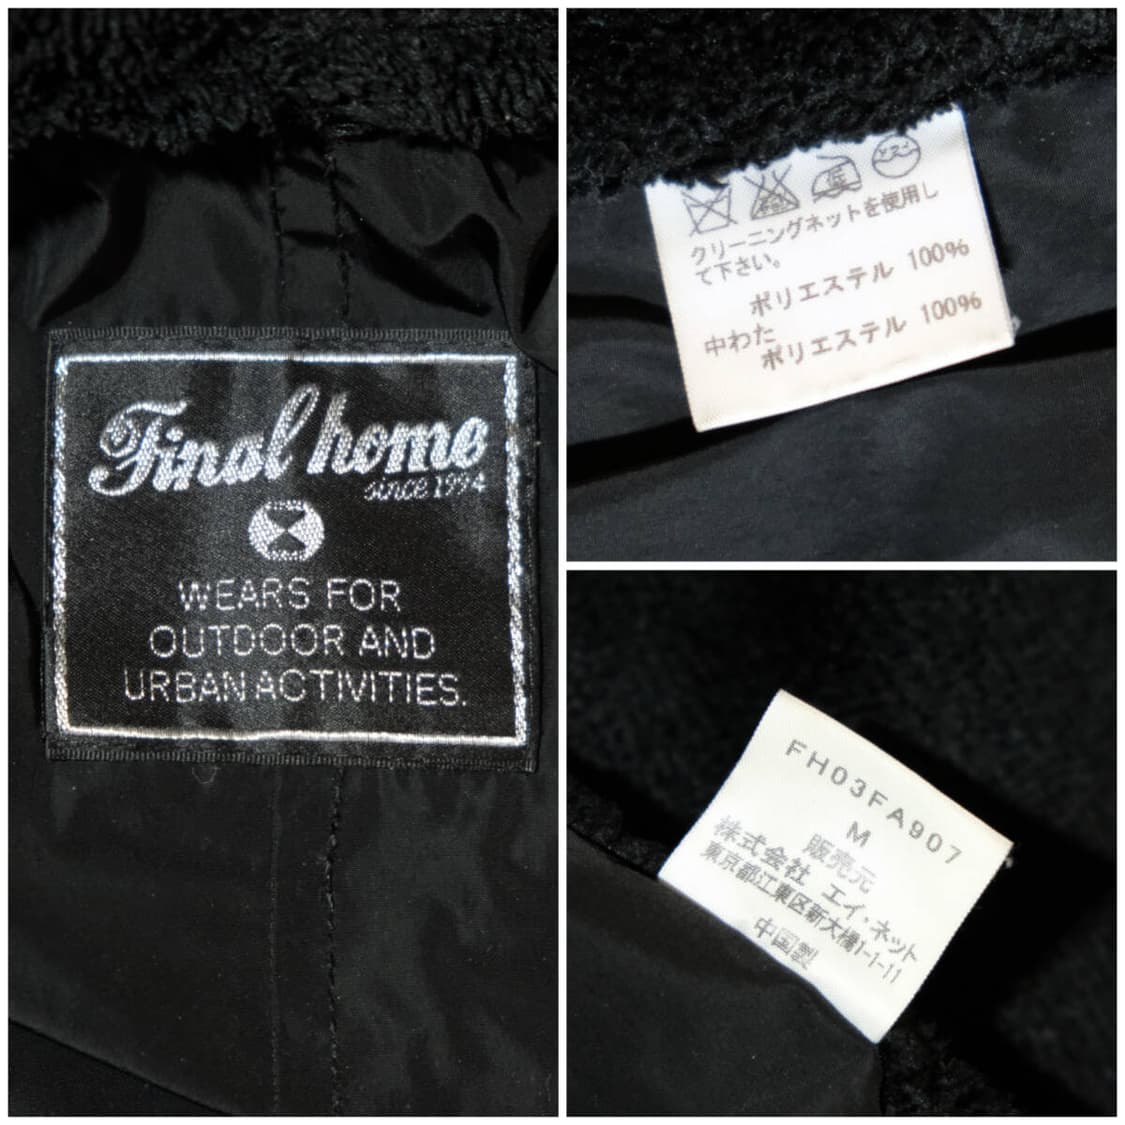 Final home
since 1994
WEARS FOR
OUTDOOR AND
URBAN ACTIVITIES.
低
クリーニングネットを使用し
て下さい。
ポリエステル 100%
中わた
ポリエステル 100%
FH03FA907
M
販売元
株式会社 エイ・ネット
東京都江東区新大橋1-1-11
中国製